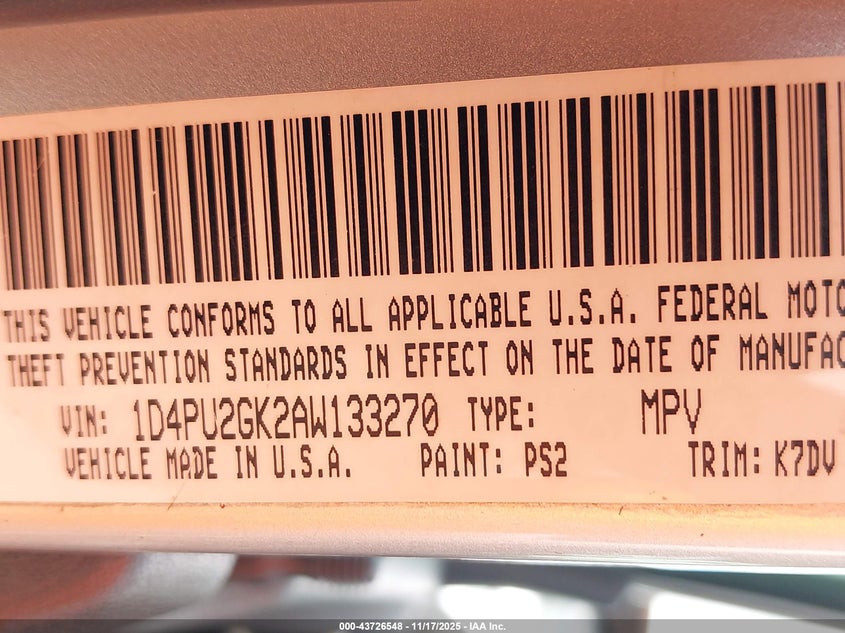 THIS VEHICLE CONFORMS TO ALL APPLICABLE U.S.A. FEDERAL MOTO
THEFT PREVENTION STANDARDS IN EFFECT ON THE DATE OF MANUFAC
VIN: 1D4PU2GK2AW133270 TYPE: MPV
VEHICLE MADE IN U.S.A. PAINT: PS2 TRIM: K7DV
000-43726548 - 11/17/2025 - IAA Inc.